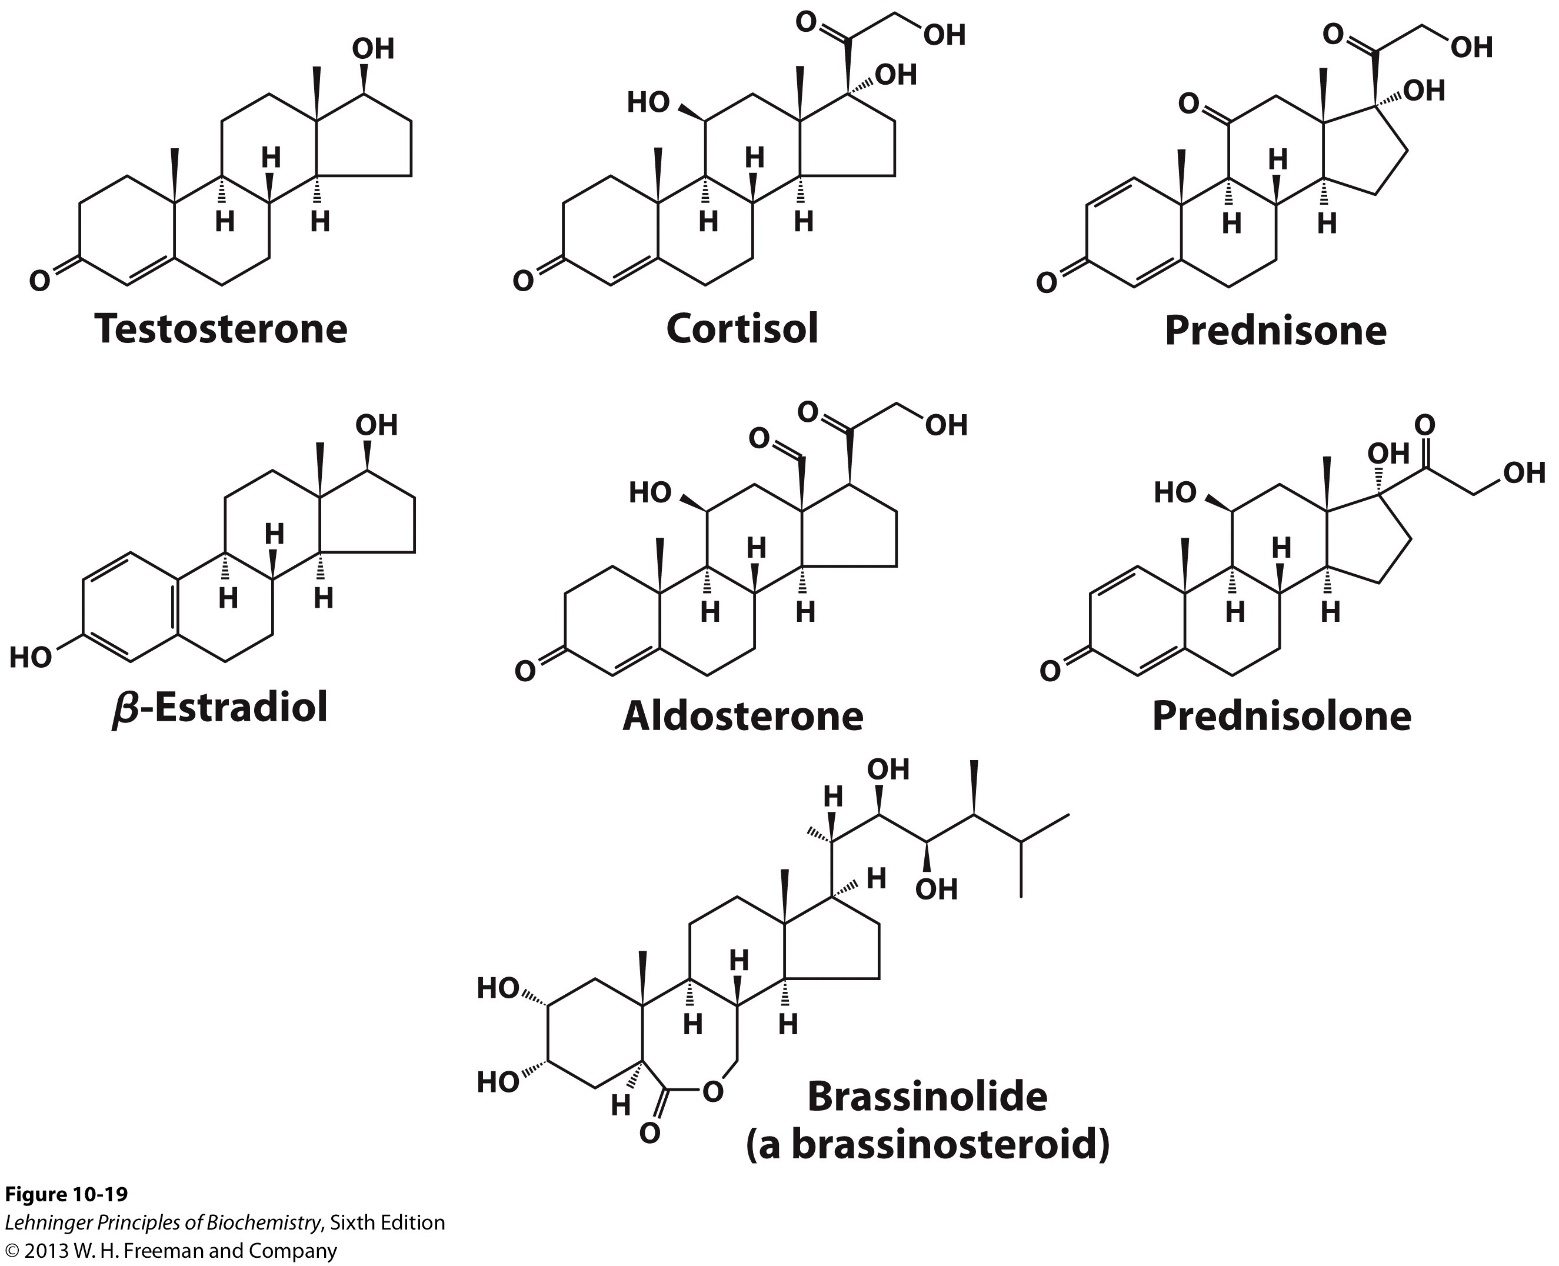 OH
H
H
H
O
Testosterone
O
OH
OH
HO
H
H
H
O
Cortisol
O
OH
OH
O
H
H
H
O
Prednisone
OH
H
H
H
HO
β-Estradiol
O
OH
O
HO
H
H
H
O
Aldosterone
O
OH
OH
HO
H
H
H
O
Prednisolone
OH
H
H
OH
H
HO
H
H
HO
H
O
O
Brassinolide
(a brassinosteroid)
Figure 10-19
Lehninger Principles of Biochemistry, Sixth Edition
© 2013 W. H. Freeman and Company